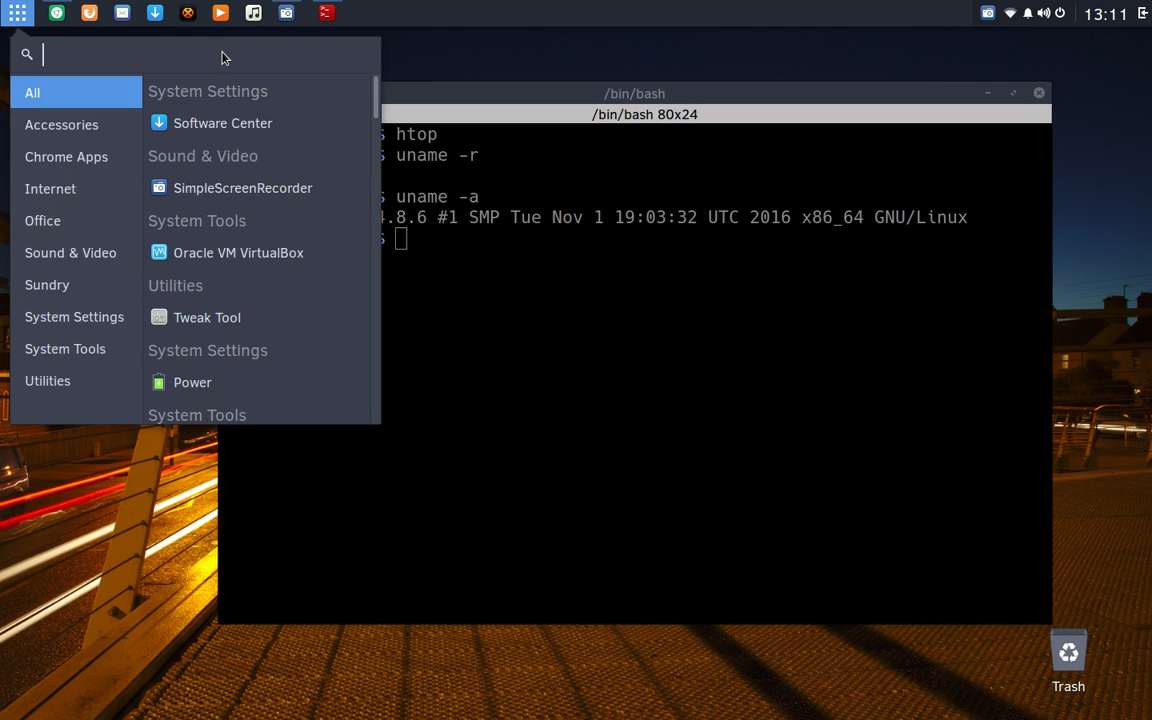 13:11
All
Accessories
Chrome Apps
Internet
Office
Sound & Video
Sundry
System Settings
System Tools
Utilities
System Settings
Software Center
Sound & Video
SimpleScreenRecorder
System Tools
Oracle VM VirtualBox
Utilities
Tweak Tool
System Settings
Power
System Tools
/bin/bash
/bin/bash 80x24
$ htop
$ uname -r
$ uname -a
4.8.6 #1 SMP Tue Nov 1 19:03:32 UTC 2016 x86_64 GNU/Linux
$
Trash